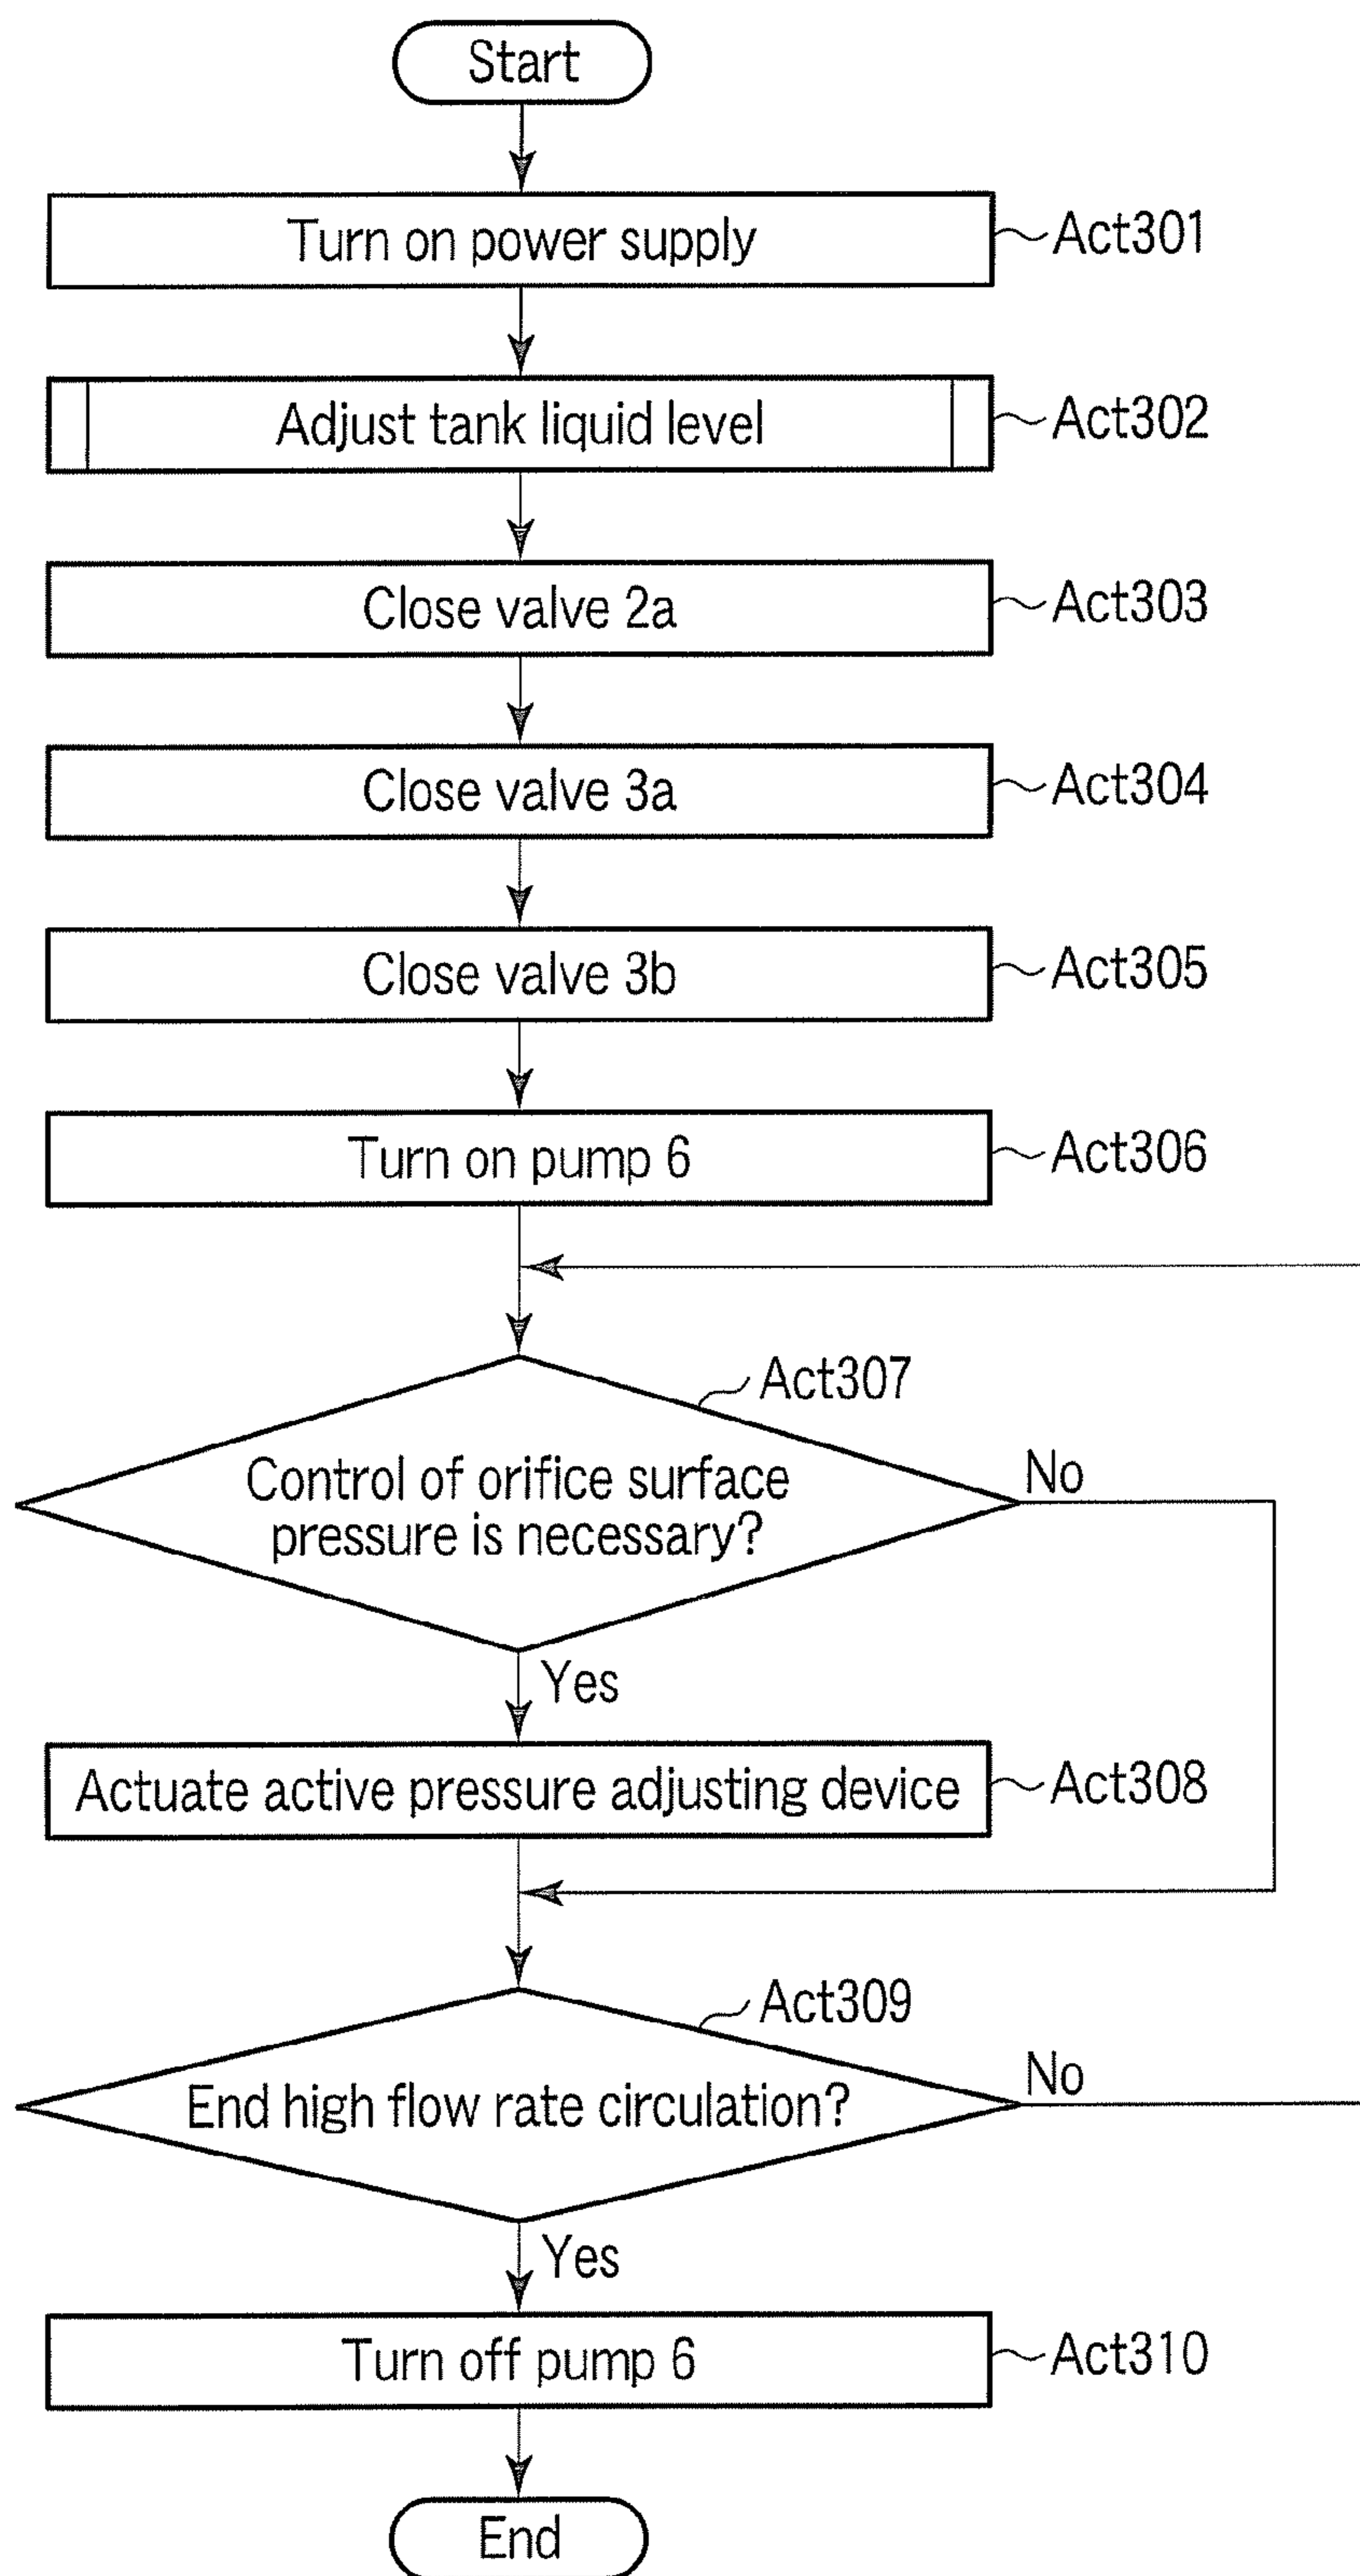 Start
Turn on power supply
Act301
Adjust tank liquid level
Act302
Close valve 2a
Act303
Close valve 3a
Act304
Close valve 3b
Act305
Turn on pump 6
Act306
Act307
Control of orifice surface
pressure is necessary?
No
Yes
Actuate active pressure adjusting device
Act308
Act309
End high flow rate circulation?
No
Yes
Turn off pump 6
Act310
End